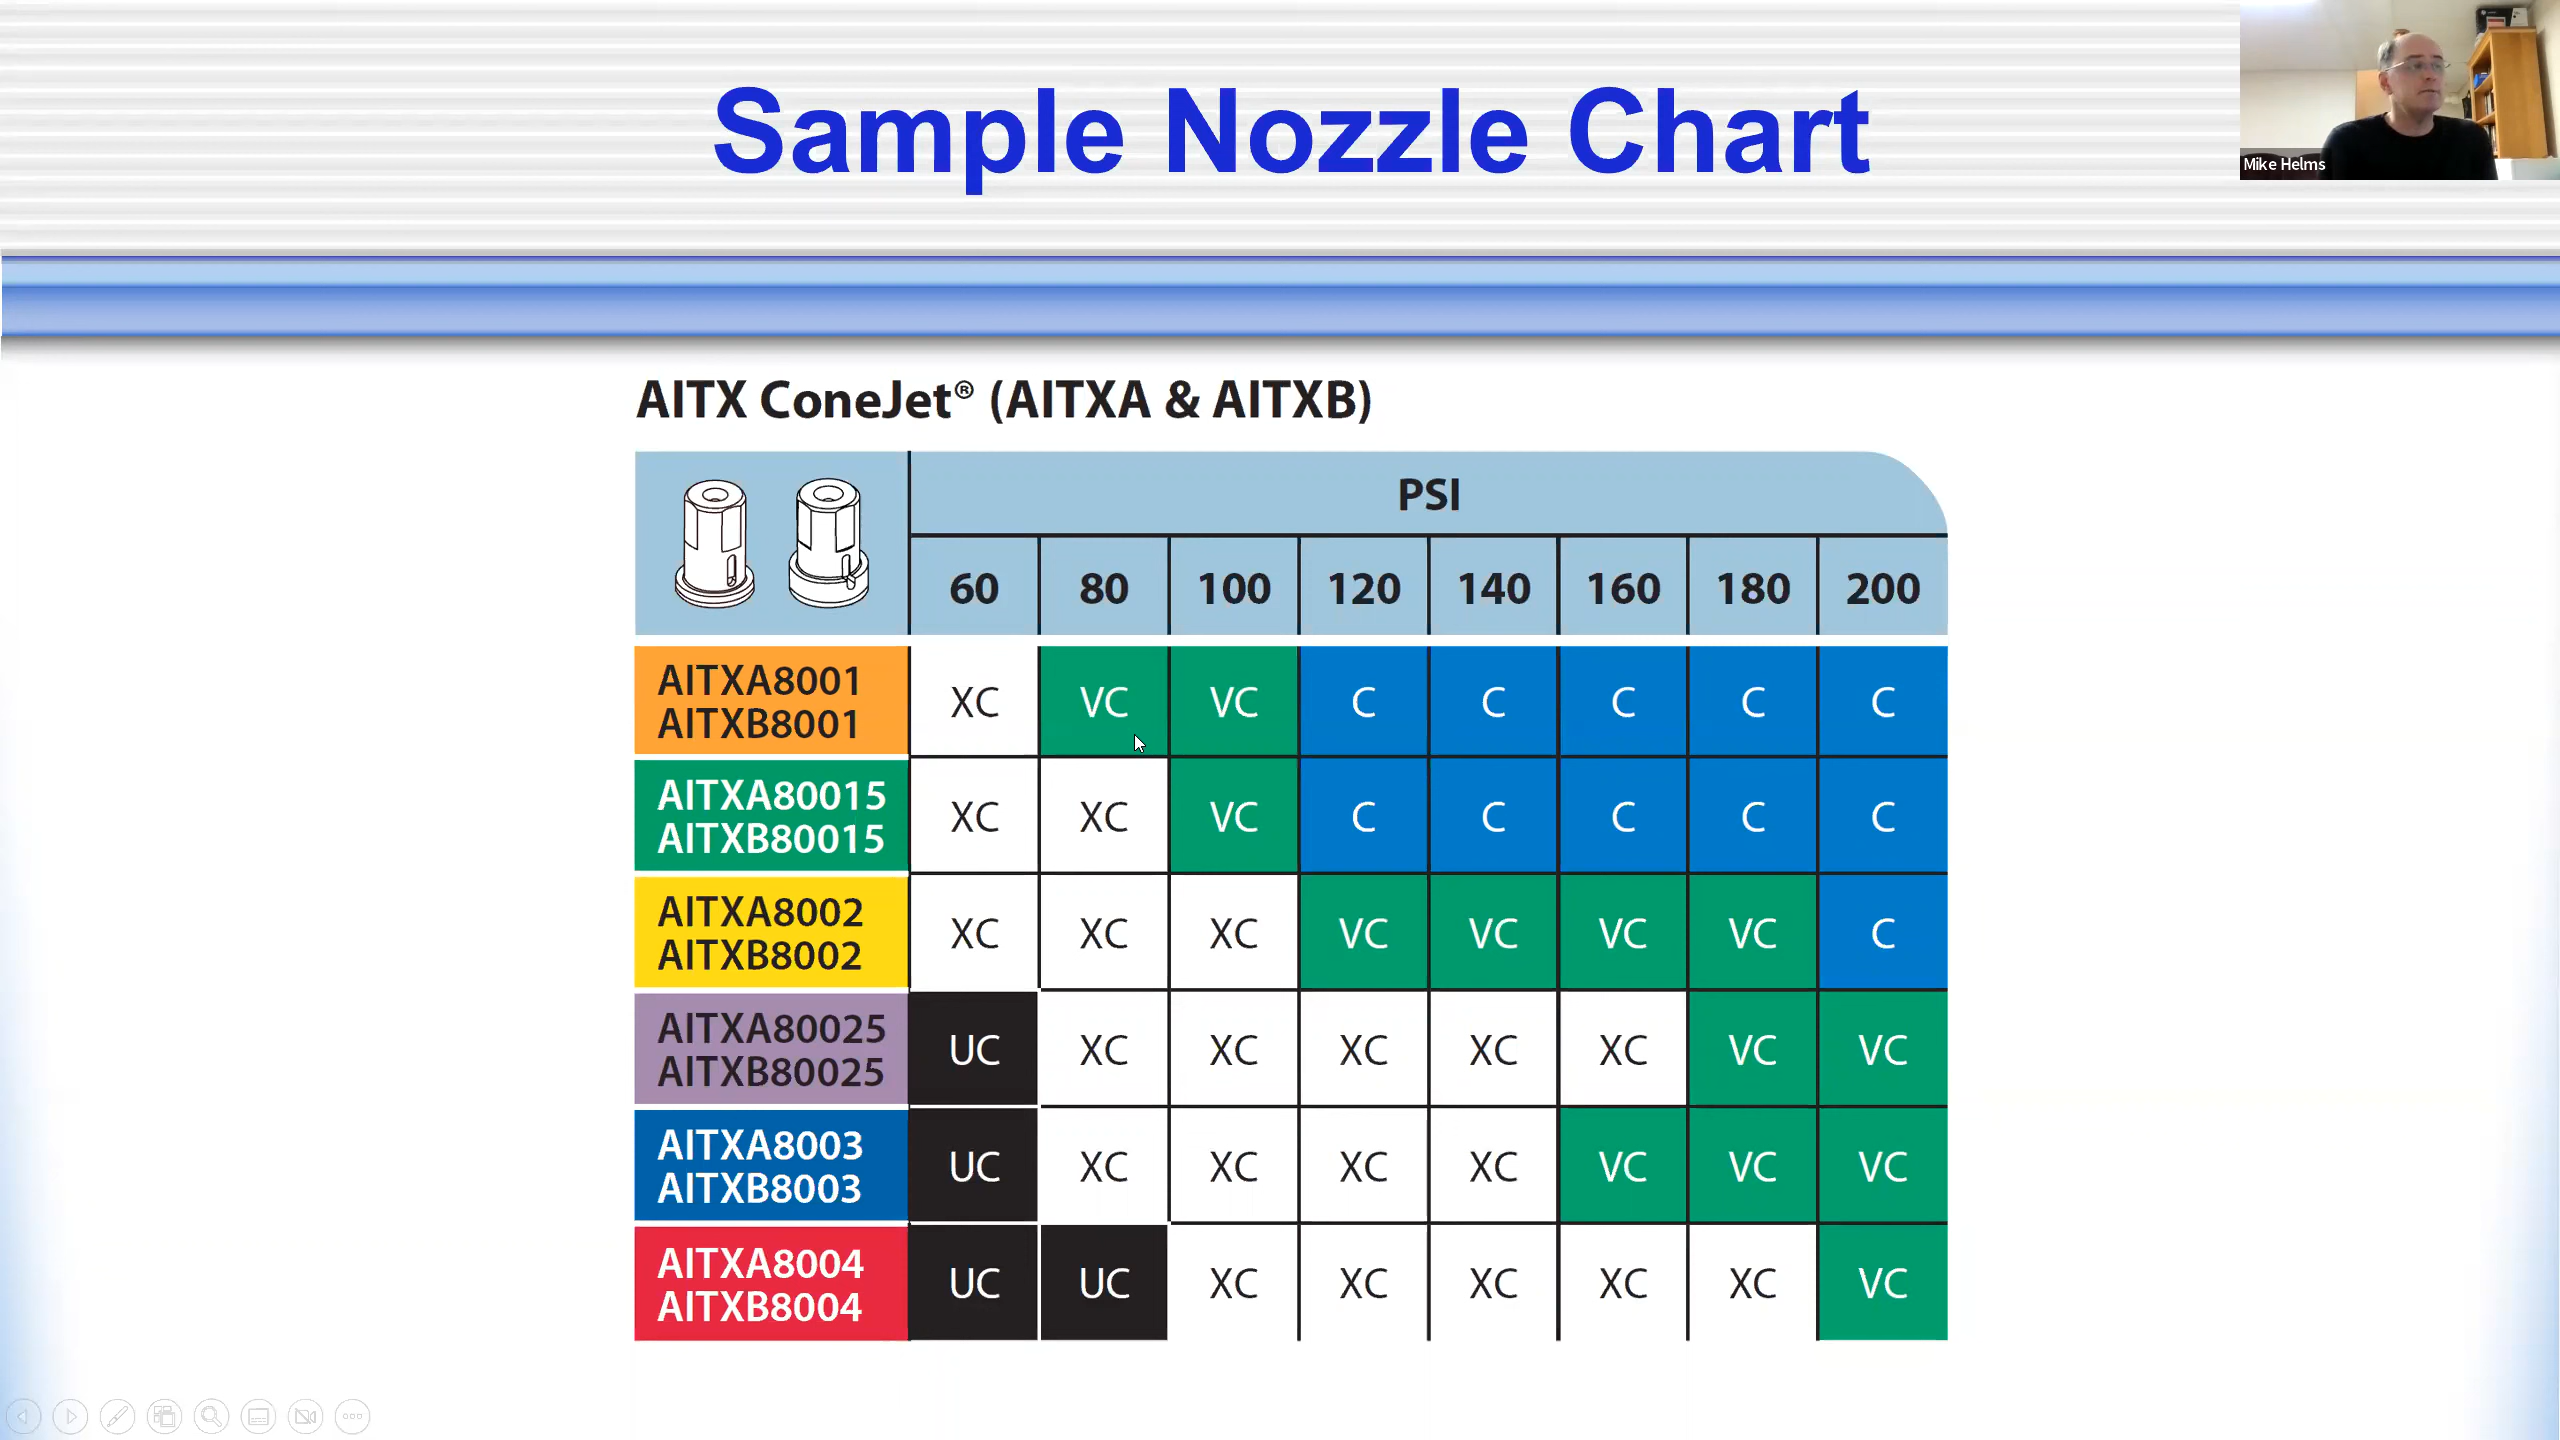 Sample Nozzle Chart
Mike Helms
AITX ConeJet® (AITXA & AITXB)
PSI
60 80 100 120 140 160 180 200
AITXA8001
AITXB8001
XC VC VC C C C C C
AITXA80015
AITXB80015
XC XC VC C C C C C
AITXA8002
AITXB8002
XC XC XC VC VC VC VC C
AITXA80025
AITXB80025
UC XC XC XC XC XC VC VC
AITXA8003
AITXB8003
UC XC XC XC XC VC VC VC
AITXA8004
AITXB8004
UC UC XC XC XC XC XC VC